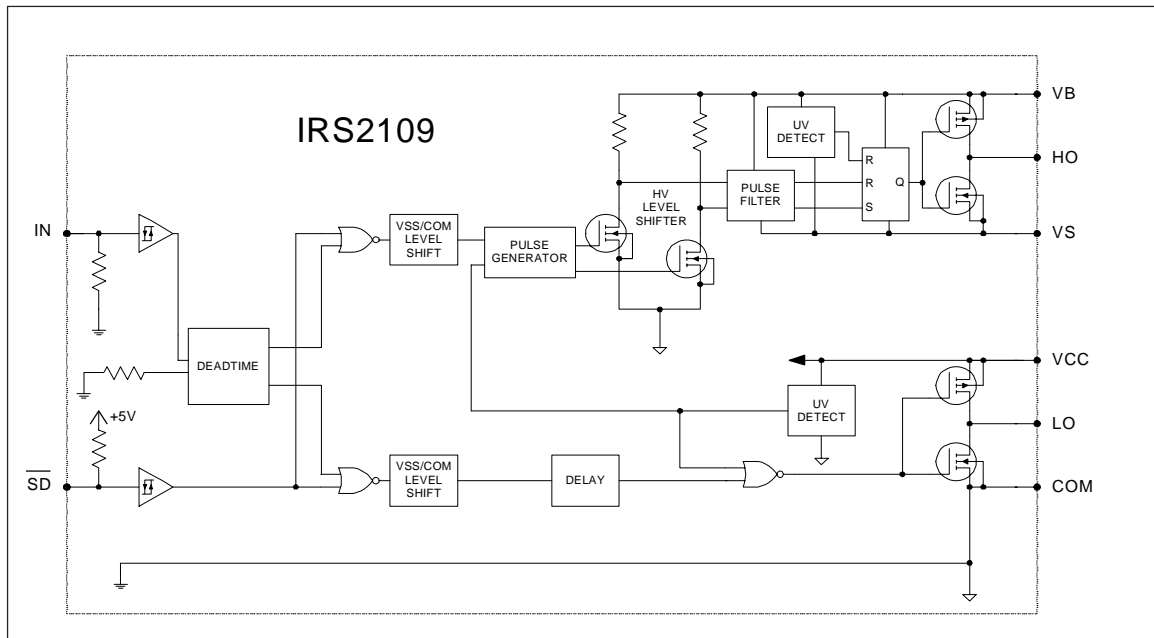 IRS2109
VB
UV
DETECT
R
R
S
Q
HO
PULSE
FILTER
HV
LEVEL
SHIFTER
VS
IN
VSS/COM
LEVEL
SHIFT
PULSE
GENERATOR
DEADTIME
VCC
+5V
UV
DETECT
LO
SD
VSS/COM
LEVEL
SHIFT
DELAY
COM